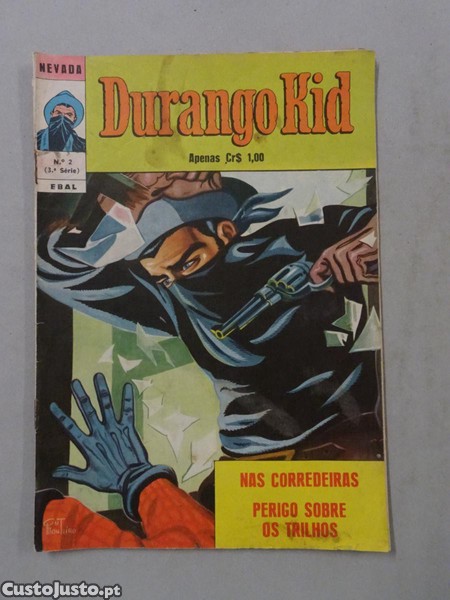 NEVADA
Durango Kid
Apenas Cr$ 1,00
N.º 2
(3.ª Série)
EBAL
NAS CORREDEIRAS
PERIGO SOBRE
OS TRILHOS
CustoJusto.pt